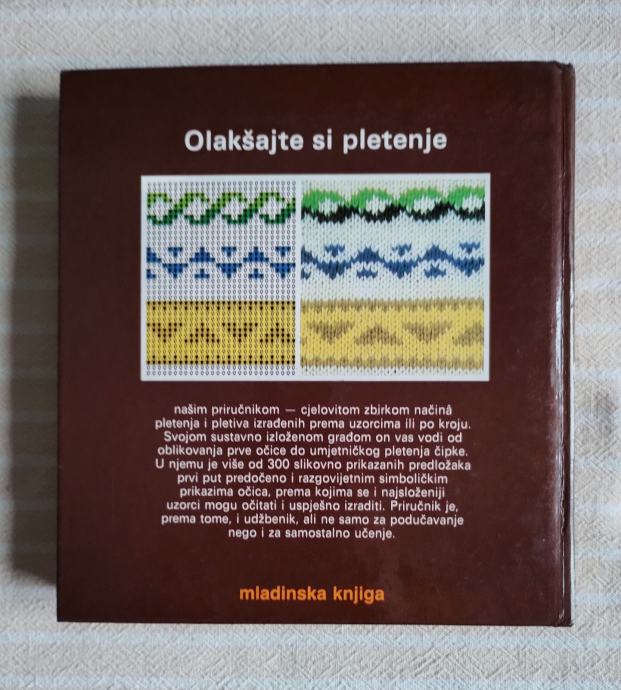 Olakšajte si pletenje
našim priručnikom — cjelovitom zbirkom načinâ
pletenja i pletiva izrađenih prema uzorcima ili po kroju.
Svojom sustavno izloženom građom on vas vodi od
oblikovanja prve očice do umjetničkog pletenja čipke.
U njemu je više od 300 slikovno prikazanih predložaka
prvi put predočeno i razgovijetnim simboličkim
prikazima očica, prema kojima se i najsloženiji
uzorci mogu očitati i uspješno izraditi. Priručnik je,
prema tome, i udžbenik, ali ne samo za podučavanje
nego i za samostalno učenje.
mladinska knjiga